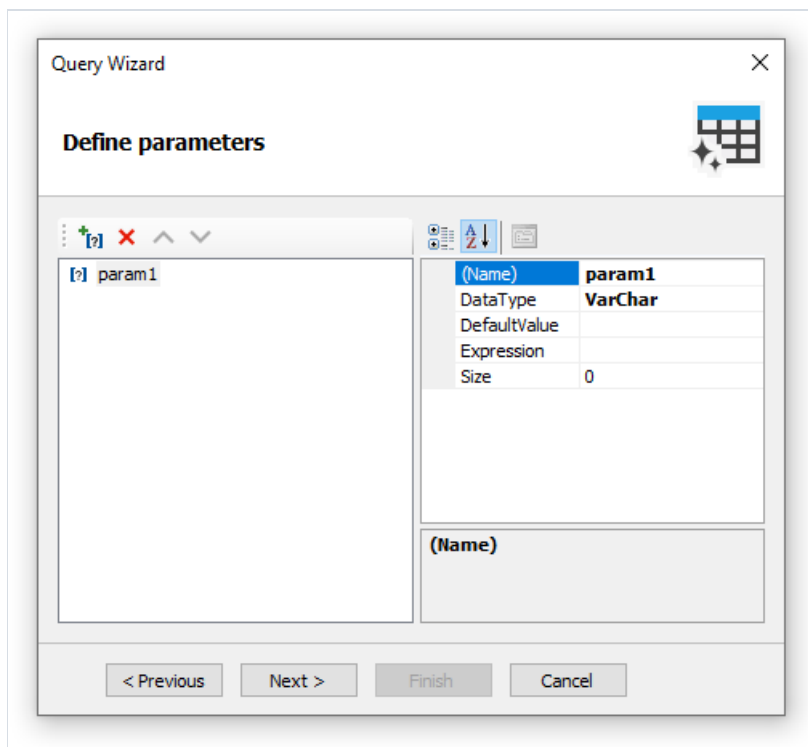 Query Wizard
Define parameters
[?]
A
Z
[?] param1
(Name) param1
DataType VarChar
DefaultValue
Expression
Size 0
(Name)
< Previous
Next >
Finish
Cancel